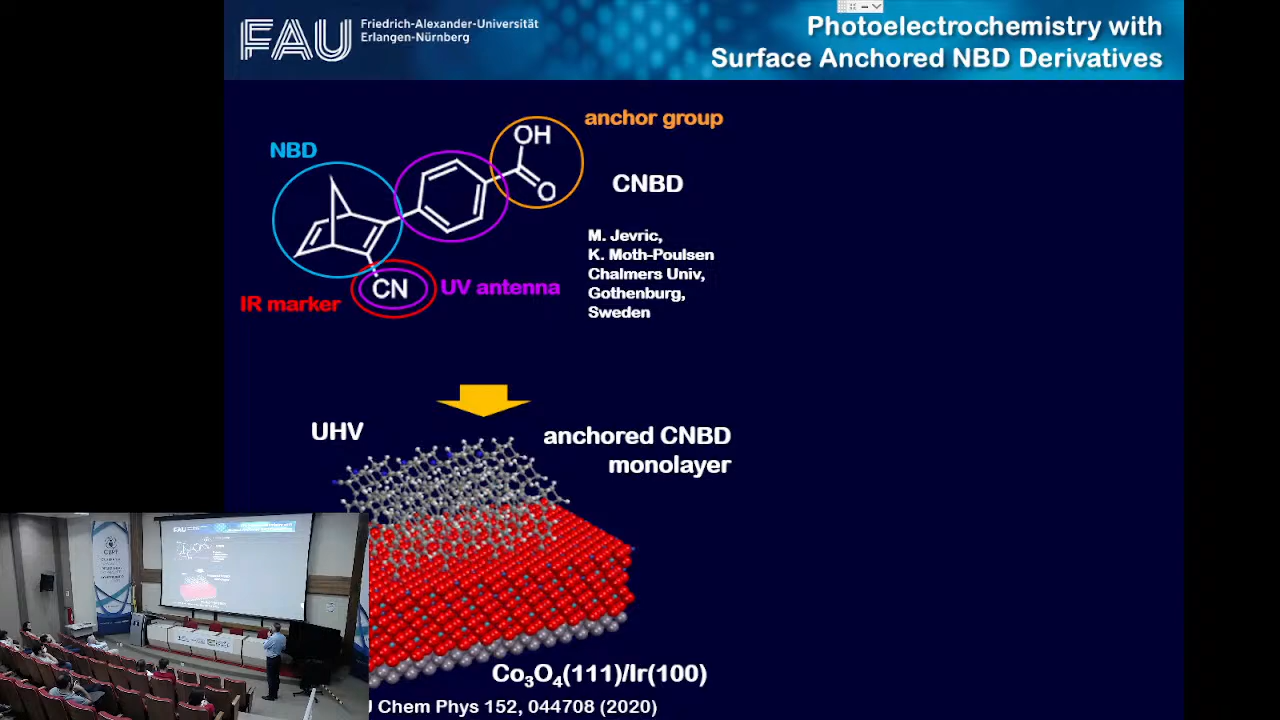 FAU
Friedrich-Alexander-Universität
Erlangen-Nürnberg
Photoelectrochemistry with
Surface Anchored NBD Derivatives
anchor group
OH
O
NBD
CNBD
M. Jevric,
K. Moth-Poulsen
Chalmers Univ,
Gothenburg,
Sweden
CN
UV antenna
IR marker
UHV
anchored CNBD
monolayer
Co₃O₄(111)/Ir(100)
J Chem Phys 152, 044708 (2020)